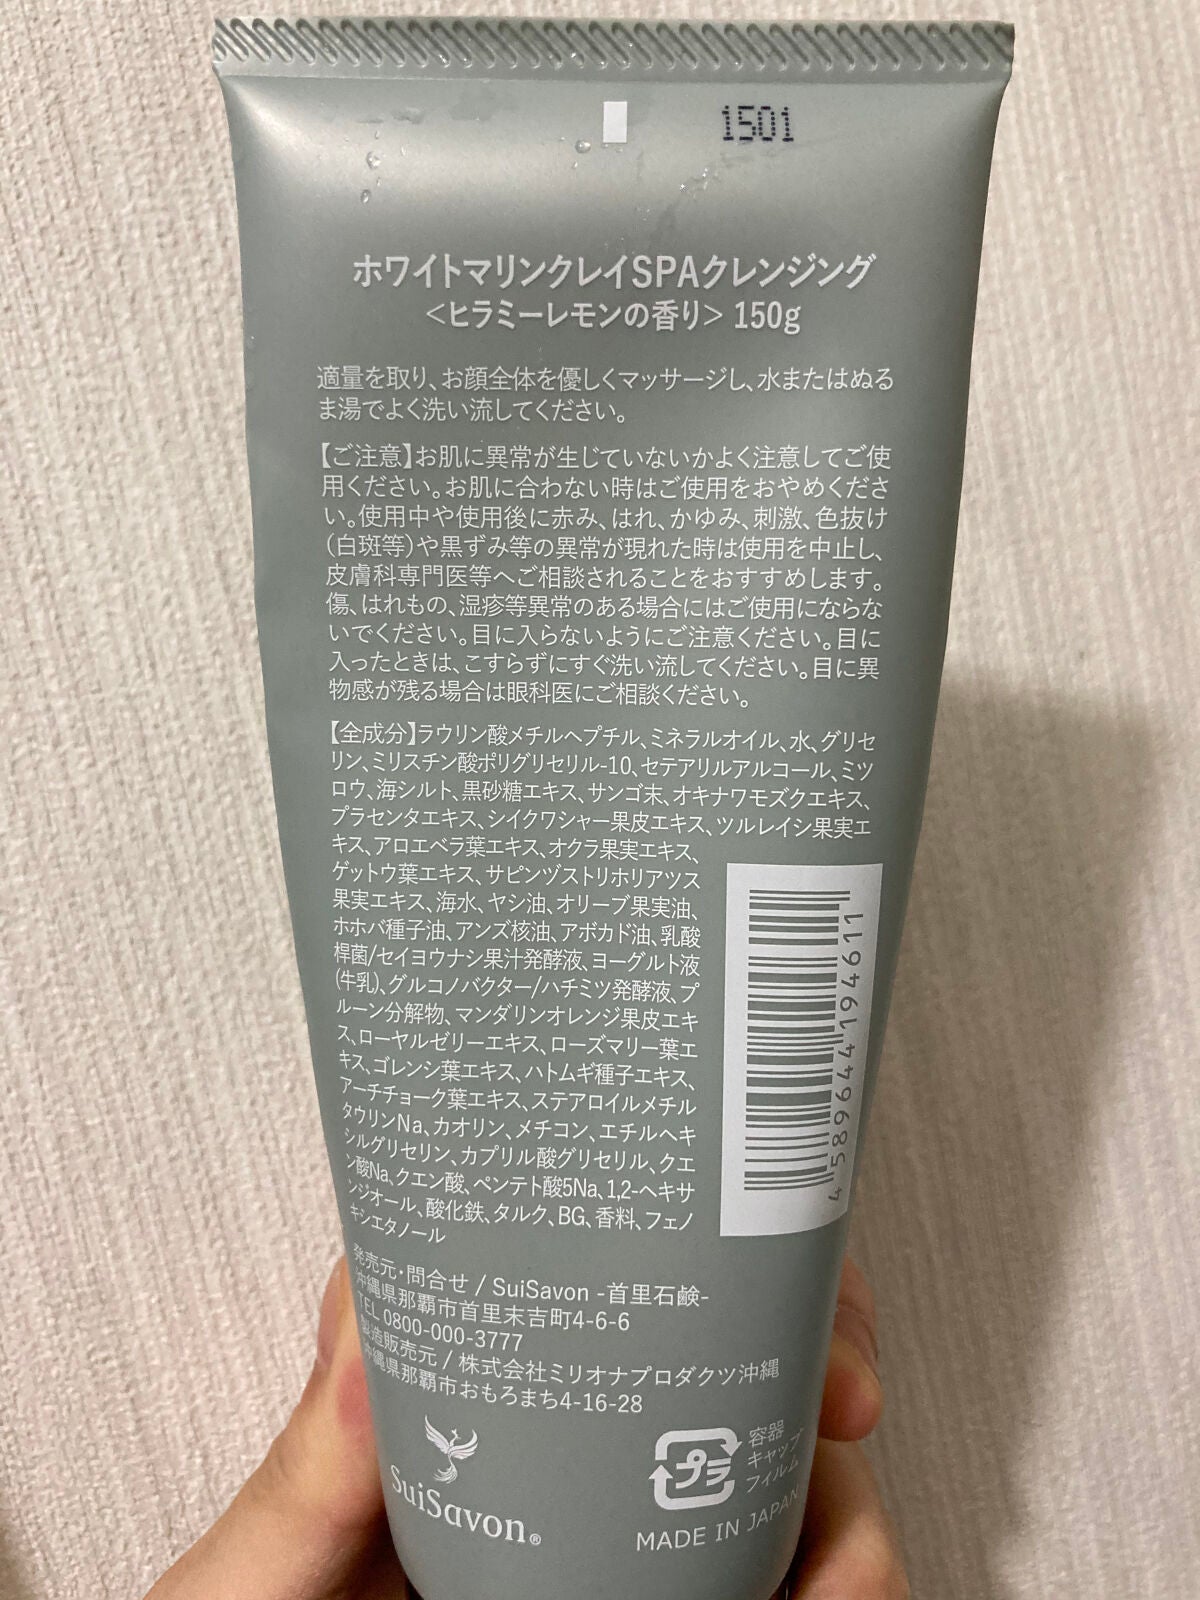 1501
ホワイトマリンクレイSPAクレンジング
<ヒラミーレモンの香り> 150g
適量を取り、お顔全体を優しくマッサージし、水またはぬる
ま湯でよく洗い流してください。
【ご注意】お肌に異常が生じていないかよく注意してご使
用ください。お肌に合わない時はご使用をおやめくださ
い。使用中や使用後に赤み、はれ、かゆみ、刺激、色抜け
(白斑等)や黒ずみ等の異常が現れた時は使用を中止し、
皮膚科専門医等へご相談されることをおすすめします。
傷、はれもの、湿疹等異常のある場合にはご使用にならな
いでください。目に入らないようにご注意ください。目に
入ったときは、こすらずにすぐ洗い流してください。目に異
物感が残る場合は眼科医にご相談ください。
【全成分】ラウリン酸メチルヘプチル、ミネラルオイル、水、グリセ
リン、ミリスチン酸ポリグリセリル-10、セテアリルアルコール、ミツ
ロウ、海シルト、黒砂糖エキス、サンゴ末、オキナワモズクエキス、
プラセンタエキス、シイクワシャー果皮エキス、ツルレイシ果実エ
キス、アロエベラ葉エキス、オクラ果実エキス、
ゲットウ葉エキス、サピンヅストリホリアツス
果実エキス、海水、ヤシ油、オリーブ果実油、
ホホバ種子油、アンズ核油、アボカド油、乳酸
桿菌/セイヨウナシ果汁発酵液、ヨーグルト液
(牛乳)、グルコノバクター/ハチミツ発酵液、プ
ルーン分解物、マンダリンオレンジ果皮エキ
ス、ローヤルゼリーエキス、ローズマリー葉エ
キス、ゴレンシ葉エキス、ハトムギ種子エキス、
アーチチョーク葉エキス、ステアロイルメチル
タウリンNa、カオリン、メチコン、エチルヘキ
シルグリセリン、カプリル酸グリセリル、クエ
ン酸Na、クエン酸、ペンテト酸5Na、1,2-ヘキサ
ンジオール、酸化鉄、タルク、BG、香料、フェノ
キシエタノール
4589644194611
発売元・問合せ / SuiSavon -首里石鹸-
沖縄県那覇市首里末吉町4-6-6
TEL 0800-000-3777
製造販売元 / 株式会社ミリオナプロダクツ沖縄
沖縄県那覇市おもろまち4-16-28
SuiSavon®
プラ
容器
キャップ
フィルム
MADE IN JAPAN